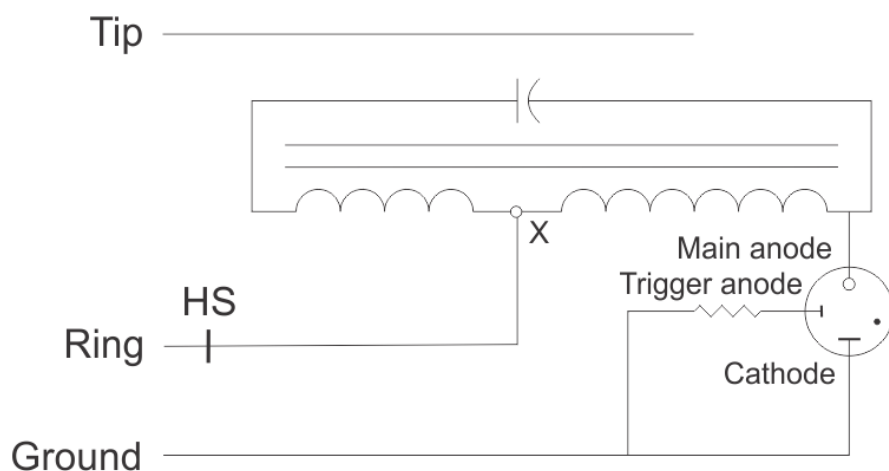 Tip
X
Main anode
Trigger anode
HS
Ring
Cathode
Ground